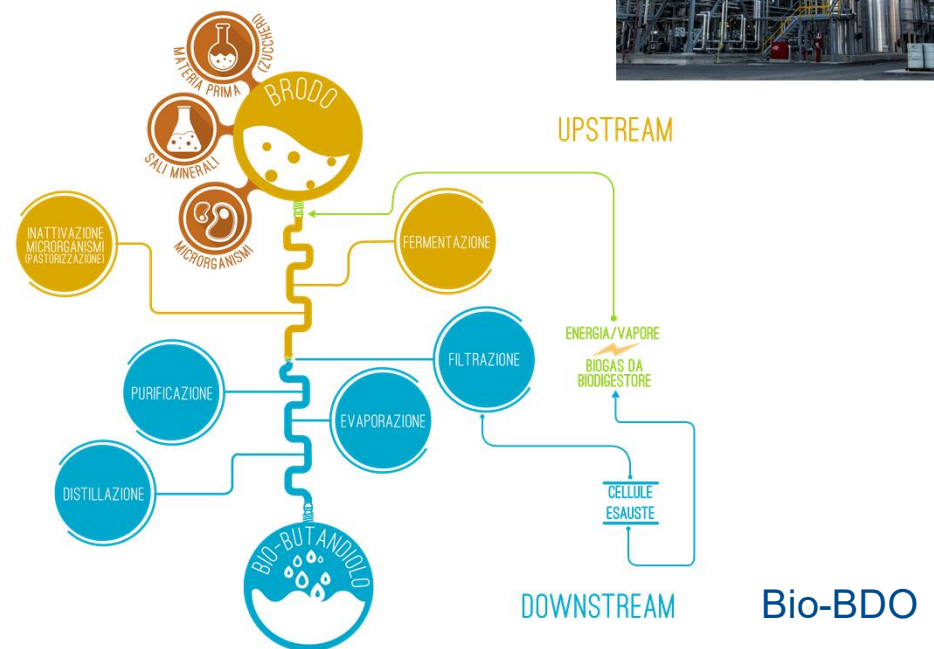 MATERIA PRIMA
(ZUCCHERI)
BRODO
SALI MINERALI
MICRORGANISMI
UPSTREAM
INATTIVAZIONE
MICRORGANISMI
(PASTORIZZAZIONE)
FERMENTAZIONE
ENERGIA/VAPORE
BIOGAS DA
BIODIGESTORE
FILTRAZIONE
PURIFICAZIONE
EVAPORAZIONE
DISTILLAZIONE
CELLULE
ESAUSTE
BIO-BUTANDIOLO
DOWNSTREAM
Bio-BDO